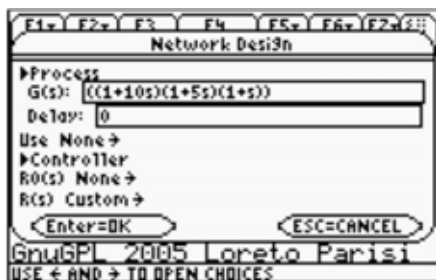 F1▾ F2▾ F3 F4 F5▾ F6▾ F7▾
Network Design
▶Process
G(s): ((1+10s)(1+5s)(1+s))
Delay: 0
Use None→
▶Controller
R0(s) None→
R(s) Custom→
Enter=OK ESC=CANCEL
GnuGPL 2005 Loreto Parisi
USE ← AND → TO OPEN CHOICES